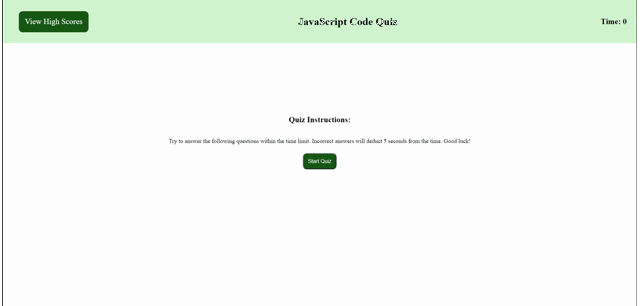 View High Scores
JavaScript Code Quiz
Time: 0
Quiz Instructions:
Try to answer the following questions within the time limit. Incorrect answers will deduct 5 seconds from the time. Good luck!
Start Quiz